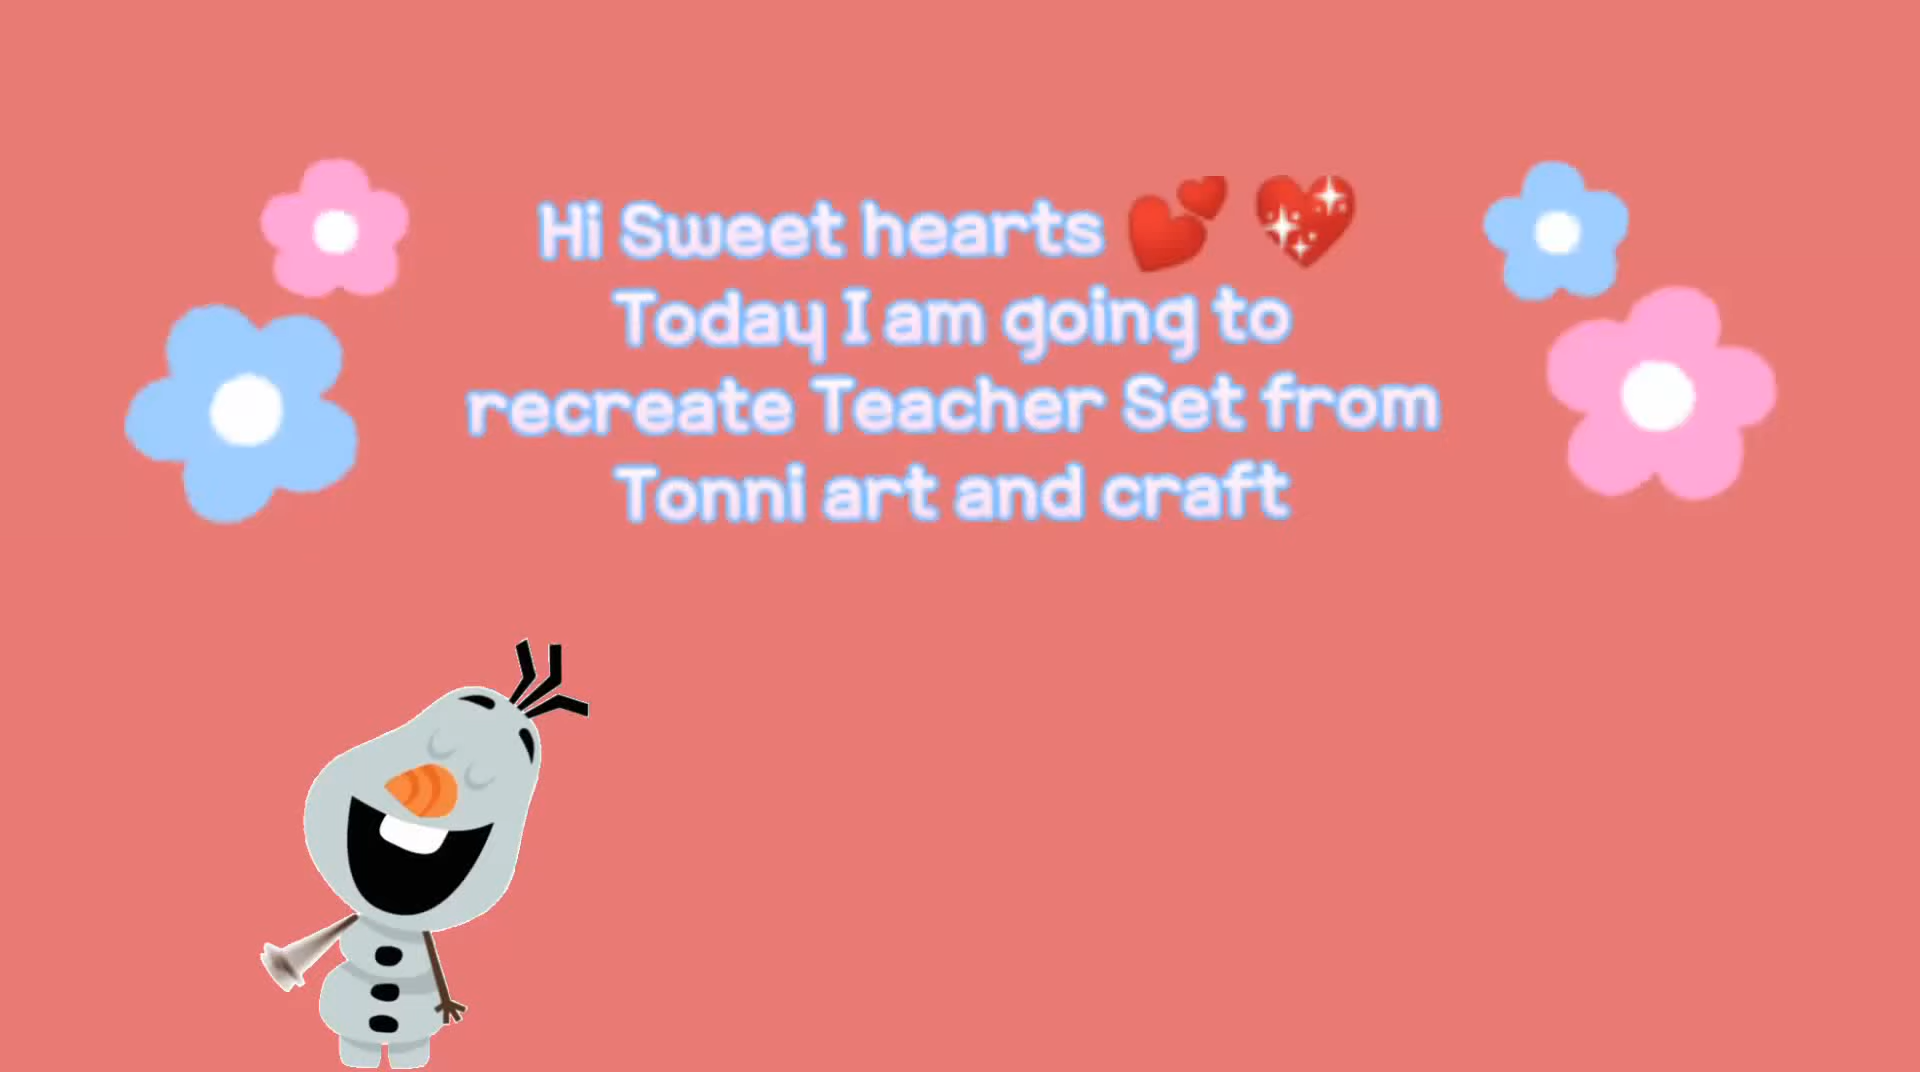 Hi Sweet hearts 💕 💖
Today I am going to
recreate Teacher Set from
Tonni art and craft